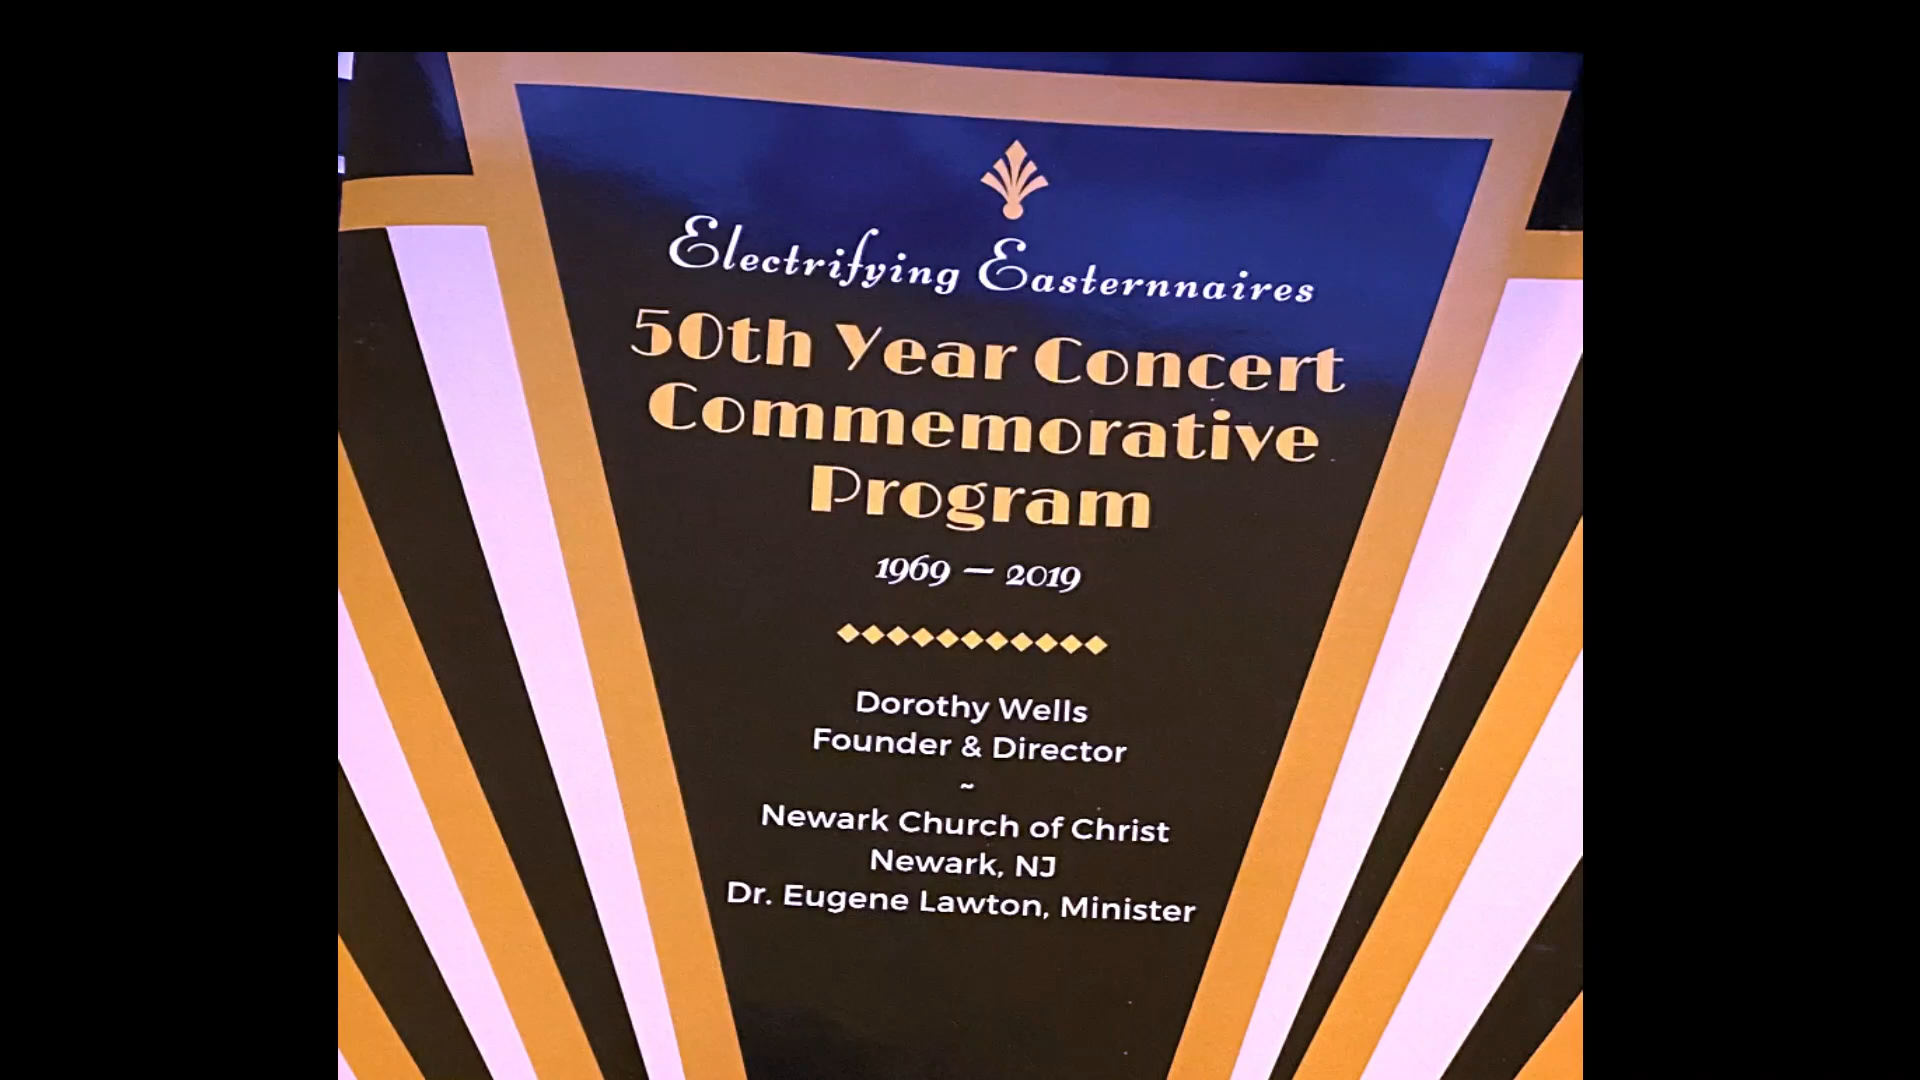 Electrifying Easternnaires
50th Year Concert
Commemorative
Program
1969 — 2019
Dorothy Wells
Founder & Director
~
Newark Church of Christ
Newark, NJ
Dr. Eugene Lawton, Minister